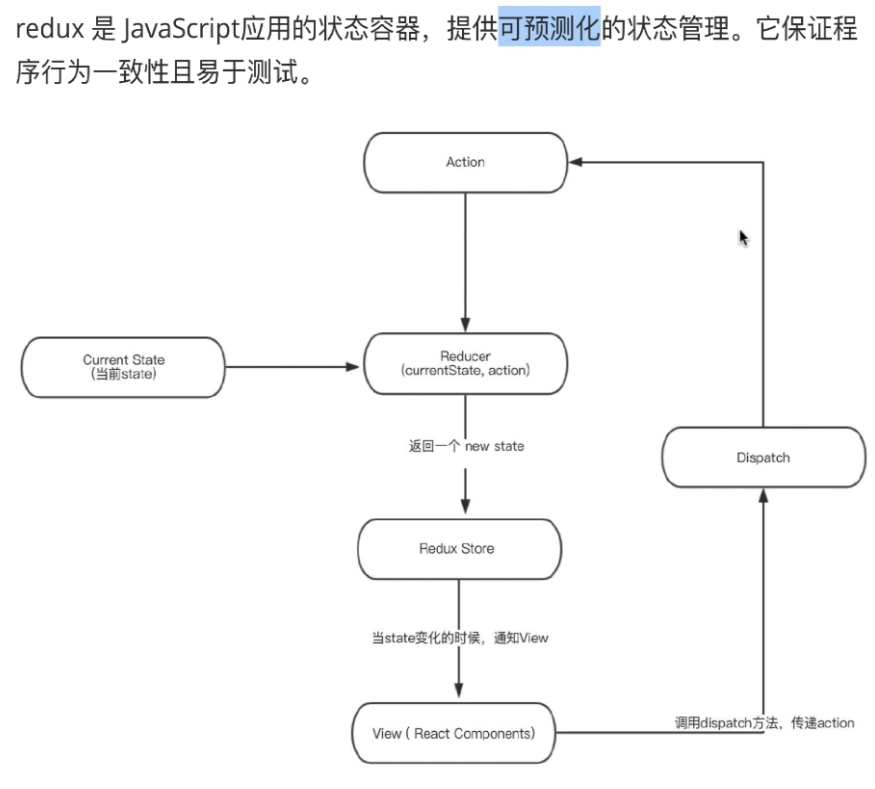 redux 是 JavaScript应用的状态容器，提供可预测化的状态管理。它保证程
序行为一致性且易于测试。
Action
Current State
(当前state)
Reducer
(currentState, action)
返回一个 new state
Dispatch
Redux Store
当state变化的时候，通知View
调用dispatch方法，传递action
View ( React Components)